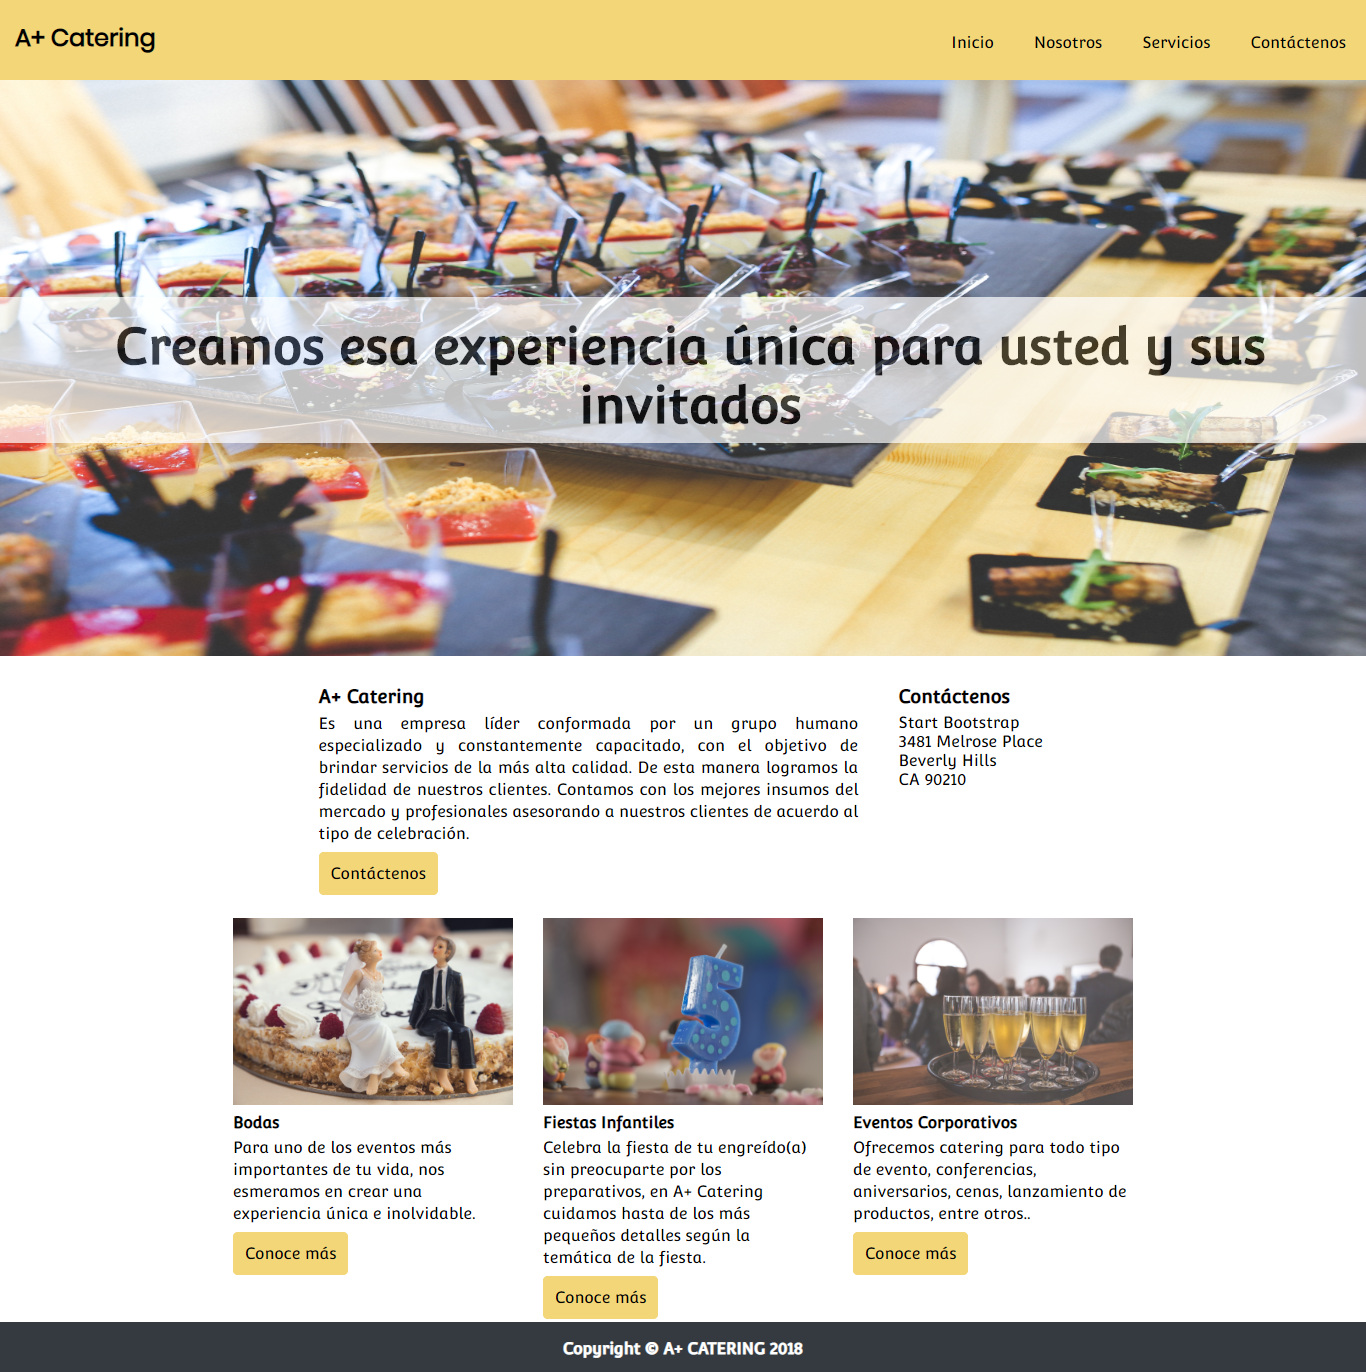 A+ Catering
Inicio Nosotros Servicios Contáctenos
Creamos esa experiencia única para usted y sus
invitados
A+ Catering
Es una empresa líder conformada por un grupo humano
especializado y constantemente capacitado, con el objetivo de
brindar servicios de la más alta calidad. De esta manera logramos la
fidelidad de nuestros clientes. Contamos con los mejores insumos del
mercado y profesionales asesorando a nuestros clientes de acuerdo al
tipo de celebración.
Contáctenos
Contáctenos
Start Bootstrap
3481 Melrose Place
Beverly Hills
CA 90210
Bodas
Para uno de los eventos más
importantes de tu vida, nos
esmeramos en crear una
experiencia única e inolvidable.
Conoce más
Fiestas Infantiles
Celebra la fiesta de tu engreído(a)
sin preocuparte por los
preparativos, en A+ Catering
cuidamos hasta de los más
pequeños detalles según la
temática de la fiesta.
Conoce más
Eventos Corporativos
Ofrecemos catering para todo tipo
de evento, conferencias,
aniversarios, cenas, lanzamiento de
productos, entre otros..
Conoce más
Copyright © A+ CATERING 2018